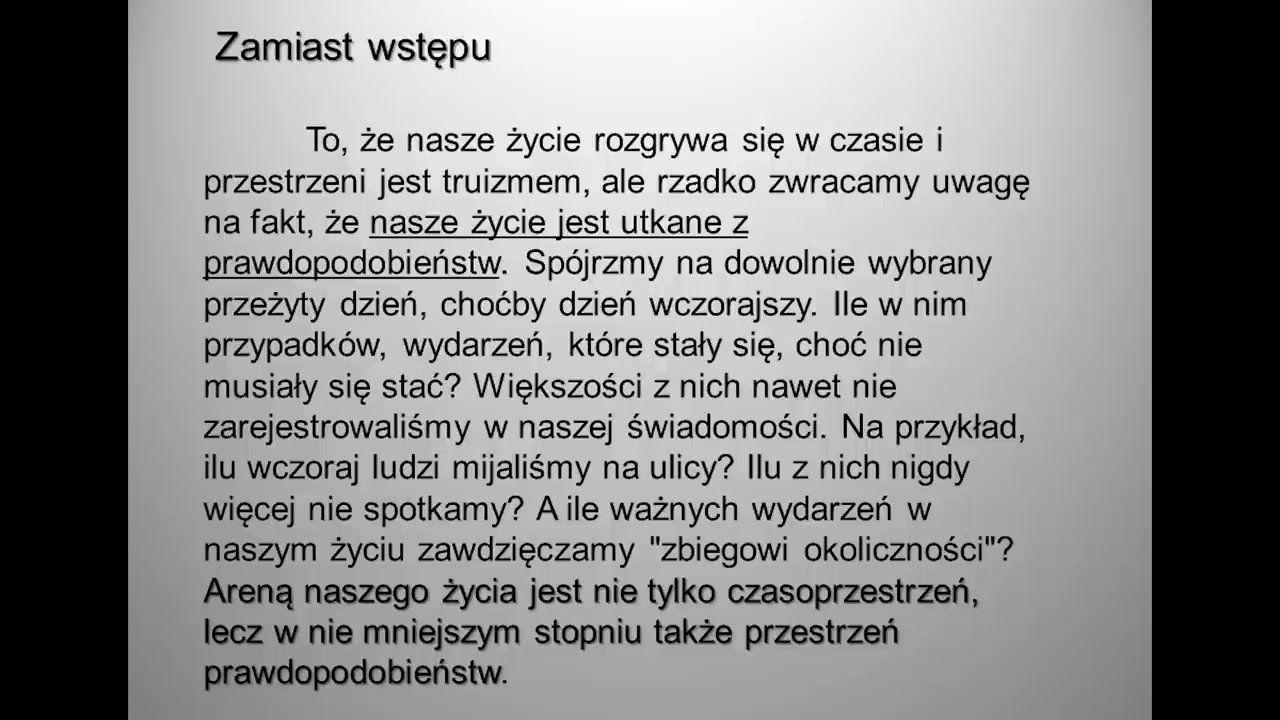 Zamiast wstępu
To, że nasze życie rozgrywa się w czasie i
przestrzeni jest truizmem, ale rzadko zwracamy uwagę
na fakt, że nasze życie jest utkane z
prawdopodobieństw. Spójrzmy na dowolnie wybrany
przeżyty dzień, choćby dzień wczorajszy. Ile w nim
przypadków, wydarzeń, które stały się, choć nie
musiały się stać? Większości z nich nawet nie
zarejestrowaliśmy w naszej świadomości. Na przykład,
ilu wczoraj ludzi mijaliśmy na ulicy? Ilu z nich nigdy
więcej nie spotkamy? A ile ważnych wydarzeń w
naszym życiu zawdzięczamy "zbiegowi okoliczności"?
Areną naszego życia jest nie tylko czasoprzestrzeń,
lecz w nie mniejszym stopniu także przestrzeń
prawdopodobieństw.